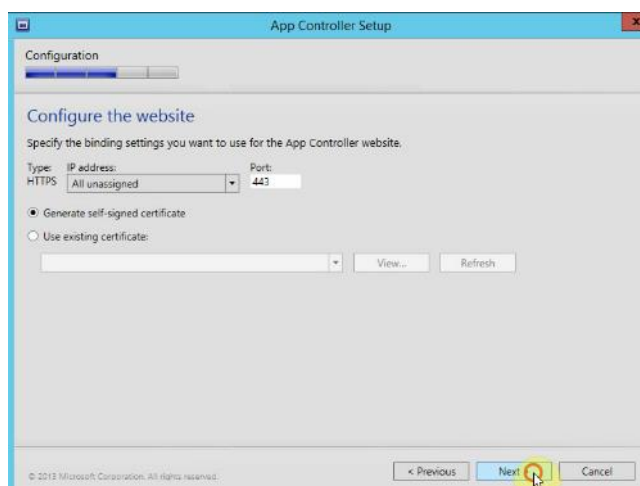 App Controller Setup
x
Configuration
Configure the website
Specify the binding settings you want to use for the App Controller website.
Type: IP address: Port:
HTTPS All unassigned 443
Generate self-signed certificate
Use existing certificate:
View... Refresh
© 2013 Microsoft Corporation. All rights reserved.
< Previous Next Cancel